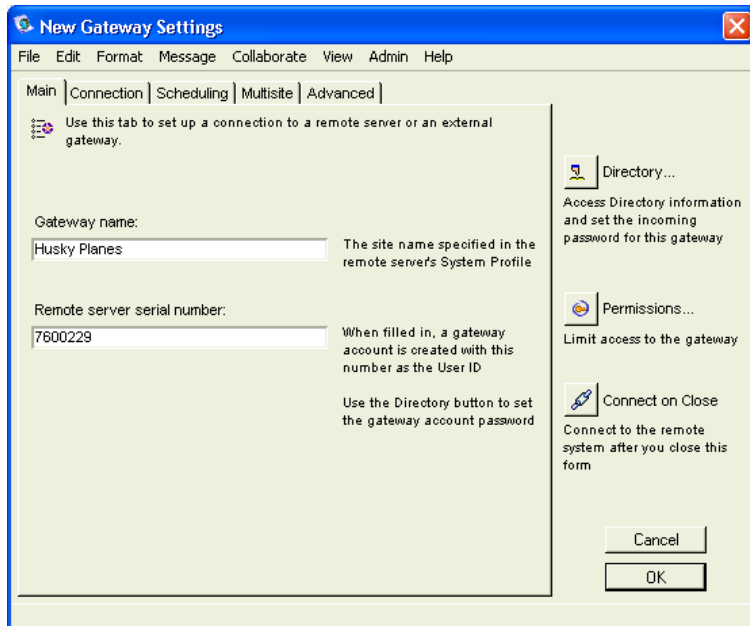 New Gateway Settings
File Edit Format Message Collaborate View Admin Help
Main Connection Scheduling Multisite Advanced
Use this tab to set up a connection to a remote server or an external
gateway.
Gateway name:
Husky Planes
The site name specified in the
remote server's System Profile
Remote server serial number:
7600229
When filled in, a gateway
account is created with this
number as the User ID
Use the Directory button to set
the gateway account password
Directory...
Access Directory information
and set the incoming
password for this gateway
Permissions...
Limit access to the gateway
Connect on Close
Connect to the remote
system after you close this
form
Cancel
OK